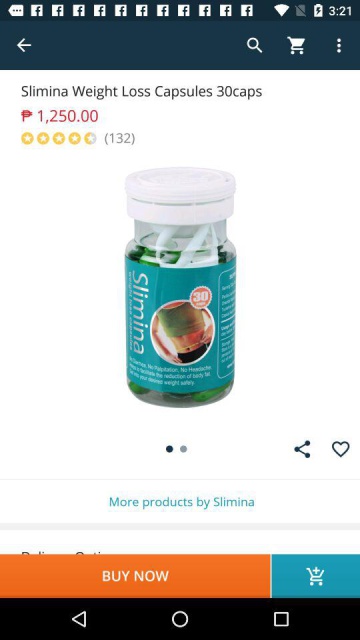 3:21
Slimina Weight Loss Capsules 30caps
₱ 1,250.00
(132)
Slimina
30
More products by Slimina
BUY NOW